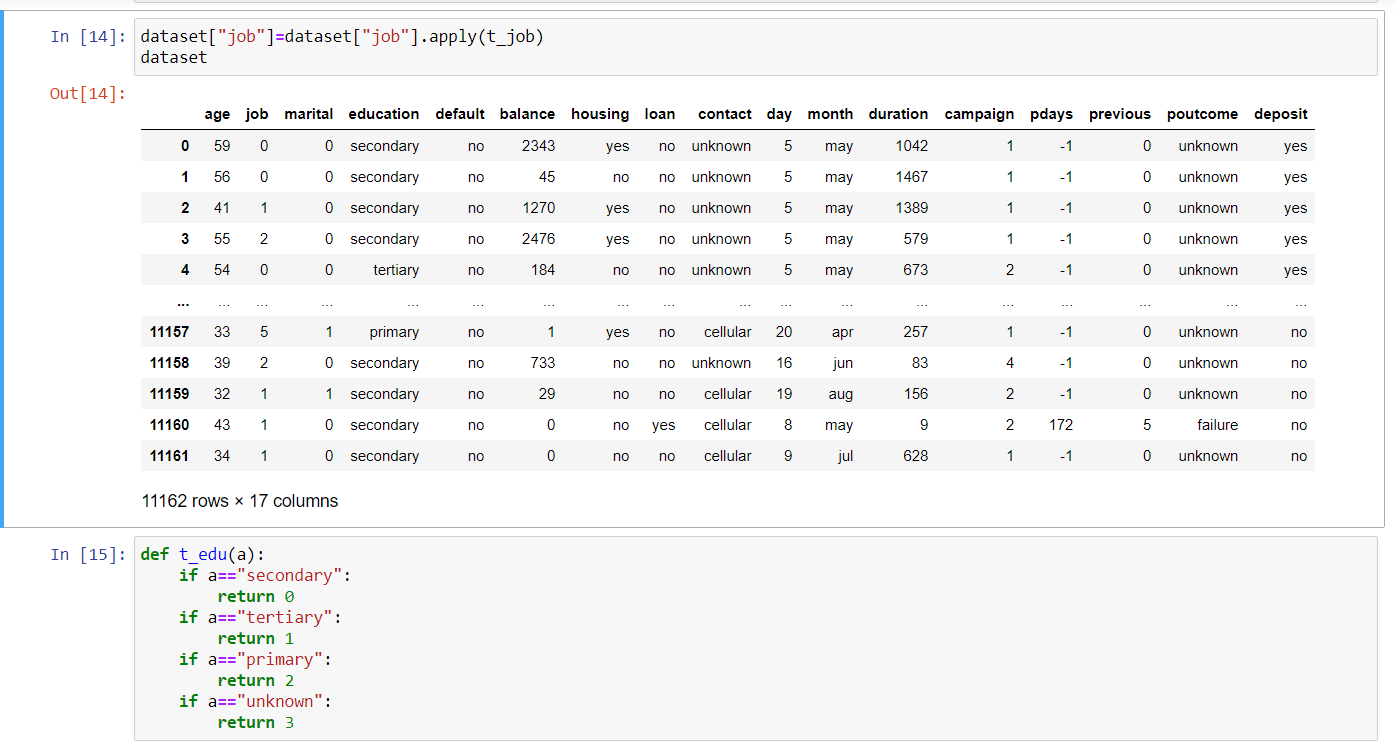 In [14]: dataset["job"]=dataset["job"].apply(t_job)
dataset
Out[14]:
age job marital education default balance housing loan contact day month duration campaign pdays previous poutcome deposit
0 59 0 0 secondary no 2343 yes no unknown 5 may 1042 1 -1 0 unknown yes
1 56 0 0 secondary no 45 no no unknown 5 may 1467 1 -1 0 unknown yes
2 41 1 0 secondary no 1270 yes no unknown 5 may 1389 1 -1 0 unknown yes
3 55 2 0 secondary no 2476 yes no unknown 5 may 579 1 -1 0 unknown yes
4 54 0 0 tertiary no 184 no no unknown 5 may 673 2 -1 0 unknown yes
... ... ... ... ... ... ... ... ... ... ... ... ... ... ... ... ... ...
11157 33 5 1 primary no 1 yes no cellular 20 apr 257 1 -1 0 unknown no
11158 39 2 0 secondary no 733 no no unknown 16 jun 83 4 -1 0 unknown no
11159 32 1 1 secondary no 29 no no cellular 19 aug 156 2 -1 0 unknown no
11160 43 1 0 secondary no 0 no yes cellular 8 may 9 2 172 5 failure no
11161 34 1 0 secondary no 0 no no cellular 9 jul 628 1 -1 0 unknown no
11162 rows × 17 columns
In [15]: def t_edu(a):
    if a=="secondary":
        return 0
    if a=="tertiary":
        return 1
    if a=="primary":
        return 2
    if a=="unknown":
        return 3